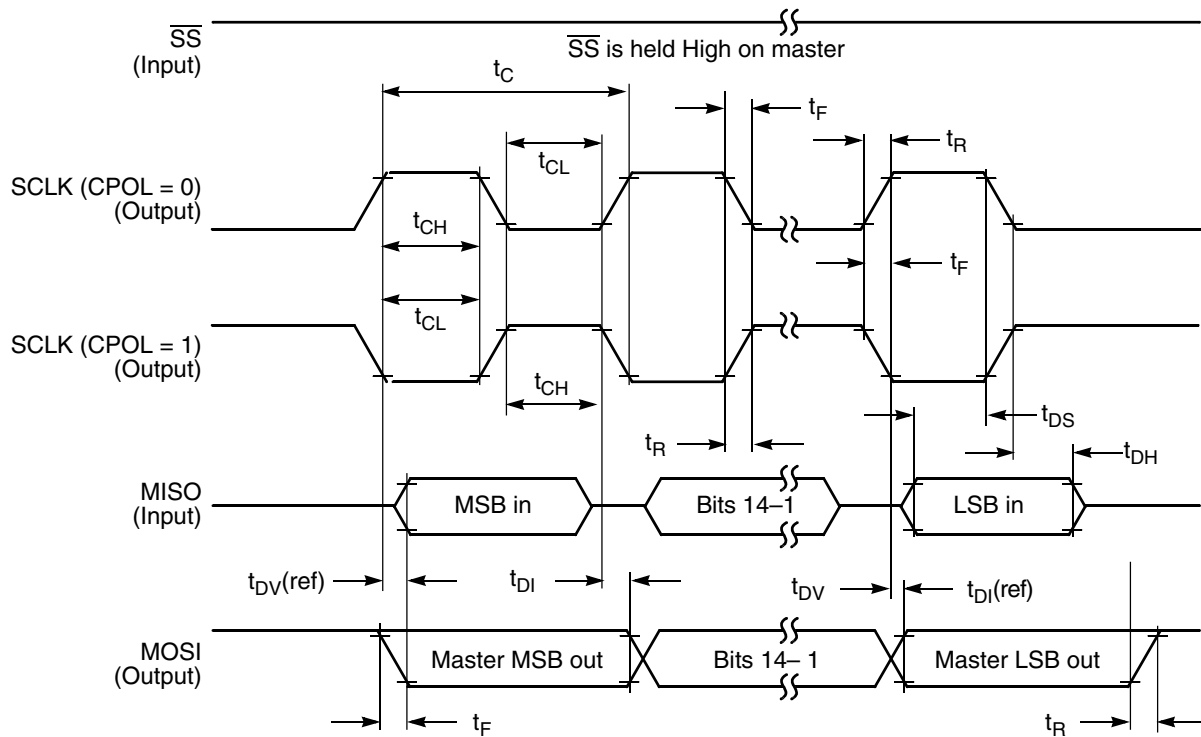 SS
(Input)
SS is held High on master
tC
tF
tR
tCL
SCLK (CPOL = 0)
(Output)
tCH
tF
tCL
SCLK (CPOL = 1)
(Output)
tCH
tDS
tR
tDH
MISO
(Input)
MSB in
Bits 14–1
LSB in
tDV(ref)
tDI
tDV
tDI(ref)
MOSI
(Output)
Master MSB out
Bits 14– 1
Master LSB out
tF
tR